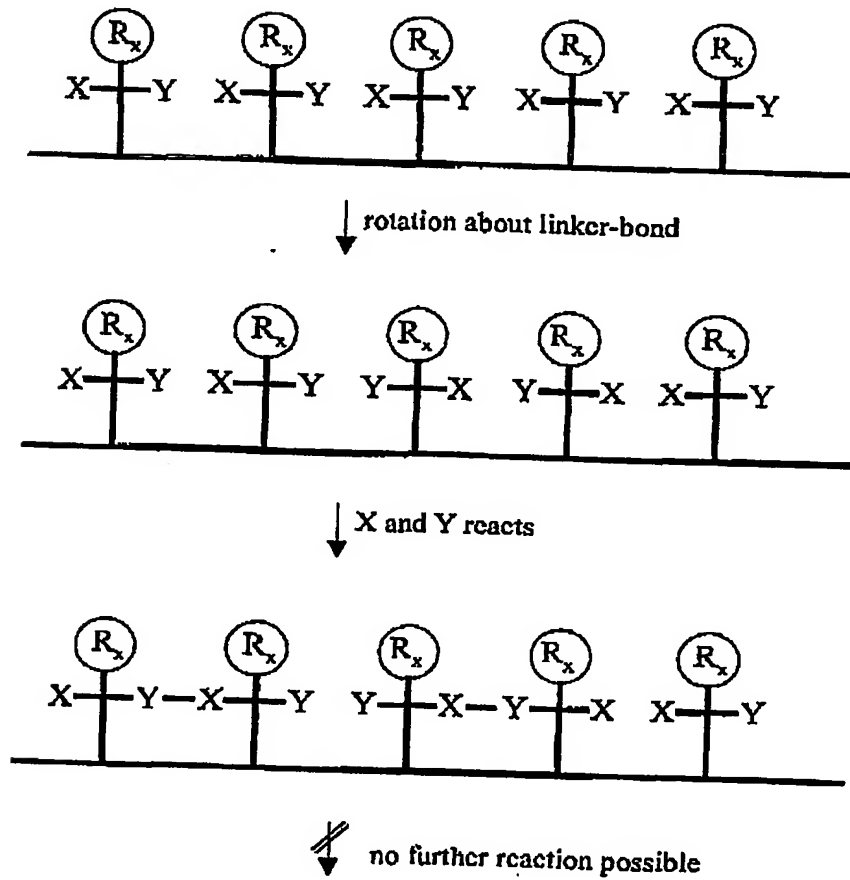 Rx Rx Rx Rx Rx
X Y X Y X Y X Y X Y
rotation about linker-bond
Rx Rx Rx Rx Rx
X Y X Y Y X Y X X Y
X and Y reacts
Rx Rx Rx Rx Rx
X Y X Y Y X Y X X Y
no further reaction possible